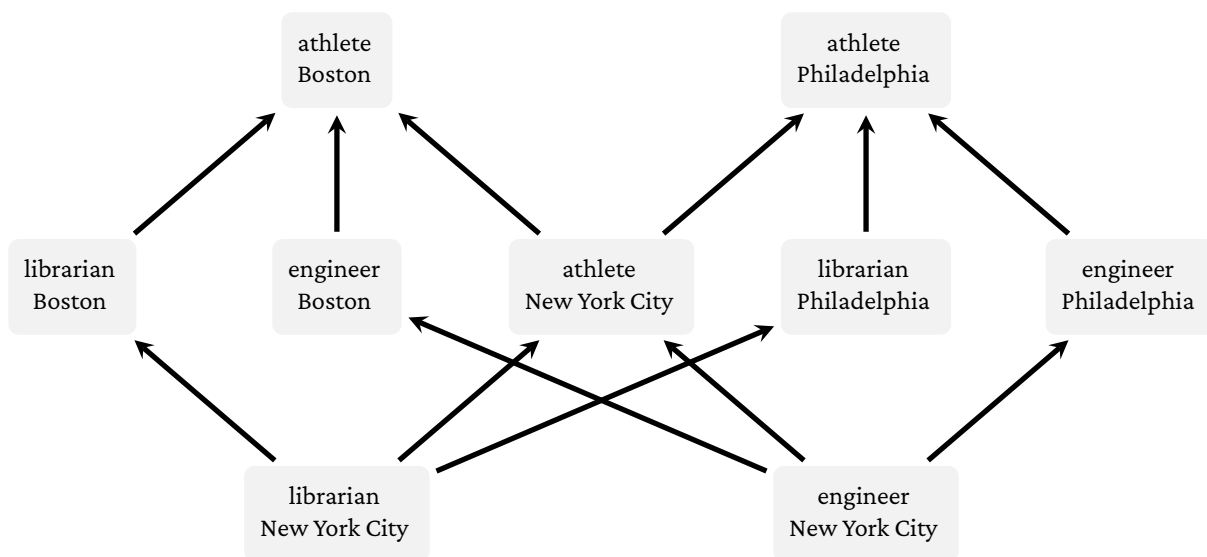 athlete
Boston
athlete
Philadelphia
librarian
Boston
engineer
Boston
athlete
New York City
librarian
Philadelphia
engineer
Philadelphia
librarian
New York City
engineer
New York City